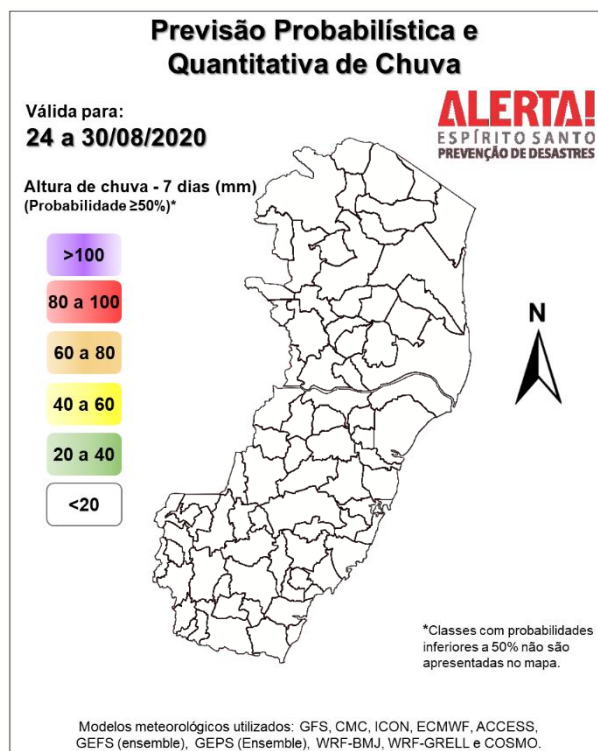 Previsão Probabilística e
Quantitativa de Chuva
Válida para:
24 a 30/08/2020
ALERTA!
ESPÍRITO SANTO
PREVENÇÃO DE DESASTRES
Altura de chuva - 7 dias (mm)
(Probabilidade ≥50%)*
>100
80 a 100
60 a 80
40 a 60
20 a 40
<20
N
*Classes com probabilidades
inferiores a 50% não são
apresentadas no mapa.
Modelos meteorológicos utilizados: GFS, CMC, ICON, ECMWF, ACCESS,
GEFS (ensemble), GEPS (Ensemble), WRF-BMJ, WRF-GRELL e COSMO.